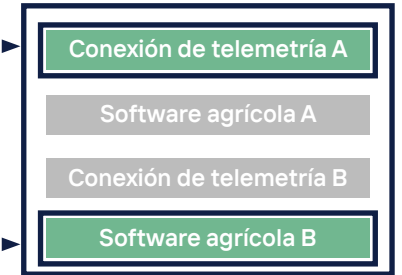 Conexión de telemetría A
Software agrícola A
Conexión de telemetría B
Software agrícola B